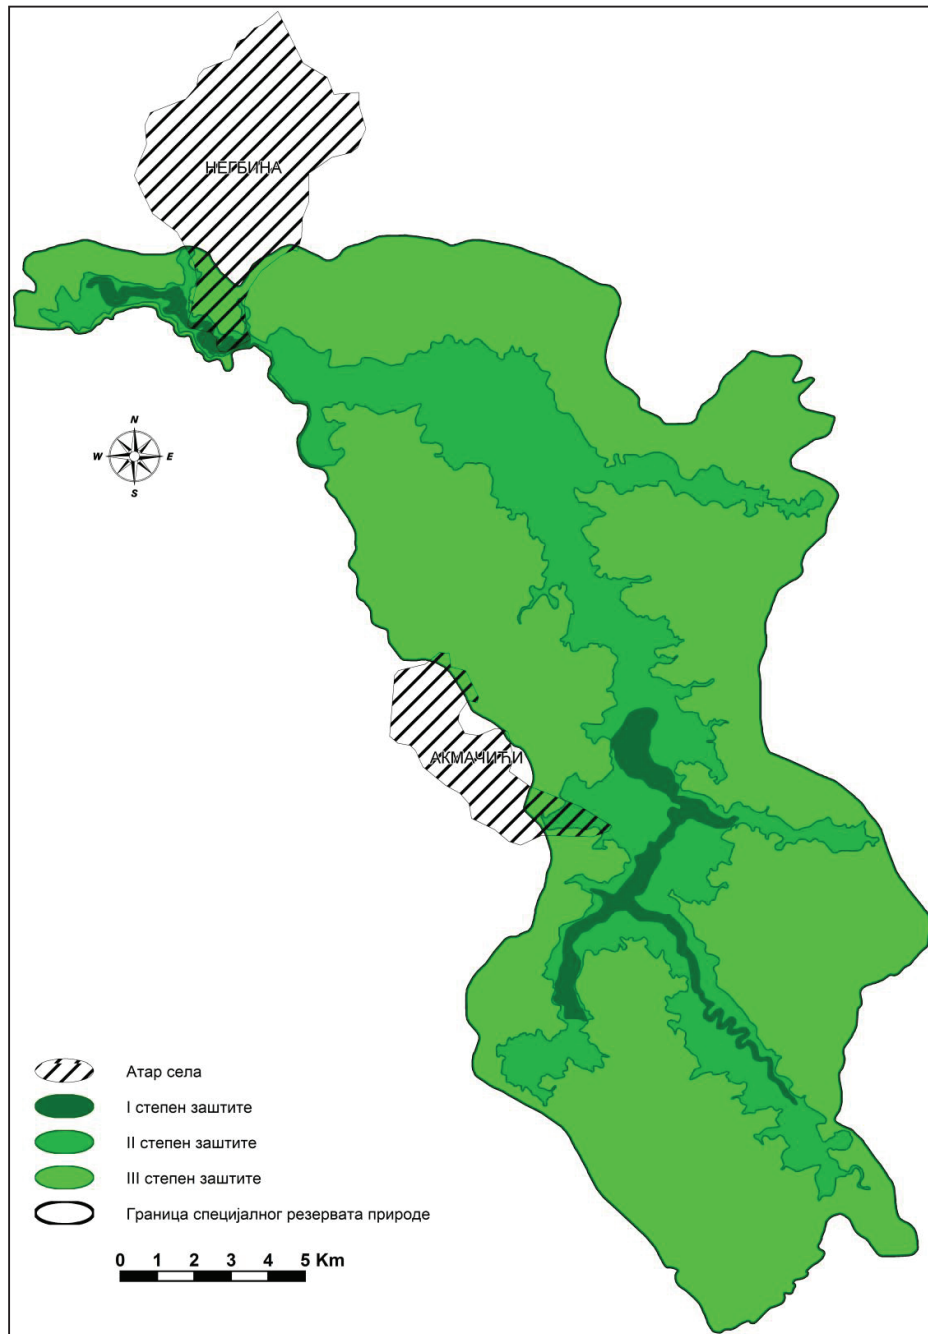 НЕГБИНА
N
W E
S
АКМАЧИЋИ
Атар села
I степен заштите
II степен заштите
III степен заштите
Граница специјалног резервата природе
0 1 2 3 4 5 Km